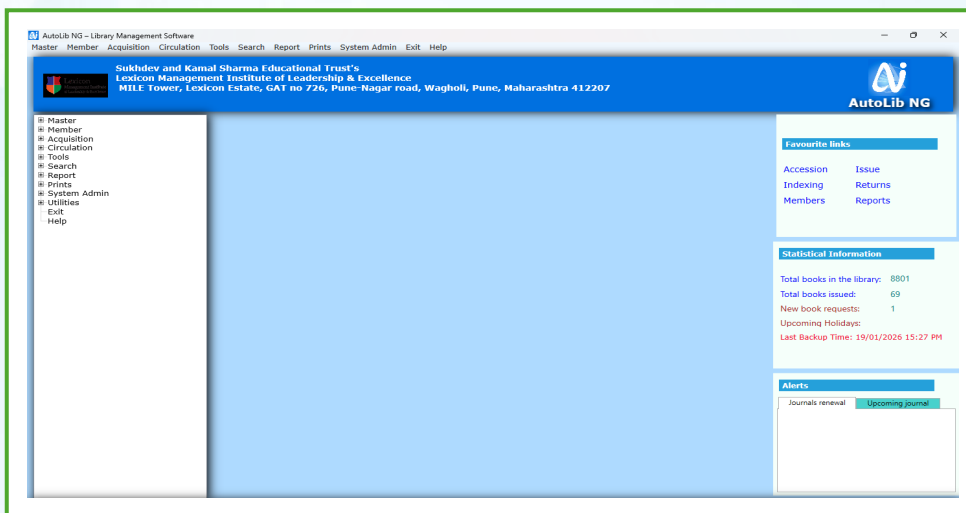 AutoLib NG – Library Management Software
Master Member Acquisition Circulation Tools Search Report Prints System Admin Exit Help
Sukhdev and Kamal Sharma Educational Trust's
Lexicon Management Institute of Leadership & Excellence
MILE Tower, Lexicon Estate, GAT no 726, Pune-Nagar road, Wagholi, Pune, Maharashtra 412207
Lexicon
AutoLib NG
Master
Member
Acquisition
Circulation
Tools
Search
Report
Prints
System Admin
Utilities
Exit
Help
Favourite links
Accession Issue
Indexing Returns
Members Reports
Statistical Information
Total books in the library: 8801
Total books issued: 69
New book requests: 1
Upcoming Holidays:
Last Backup Time: 19/01/2026 15:27 PM
Alerts
Journals renewal Upcoming journal